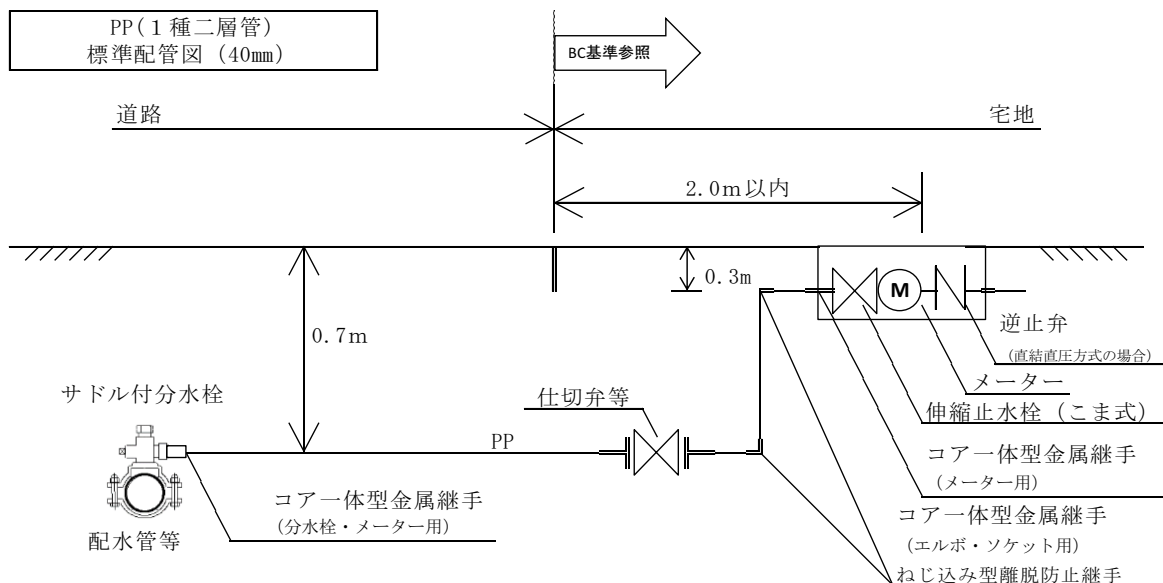 PP(１種二層管)
標準配管図（40㎜）
BC基準参照
道路
宅地
2.0m以内
0.3m
0.7m
M
逆止弁
(直結直圧方式の場合)
メーター
伸縮止水栓（こま式）
サドル付分水栓
仕切弁等
PP
コア一体型金属継手
(メーター用)
コア一体型金属継手
(分水栓・メーター用)
コア一体型金属継手
(エルボ・ソケット用)
配水管等
ねじ込み型離脱防止継手